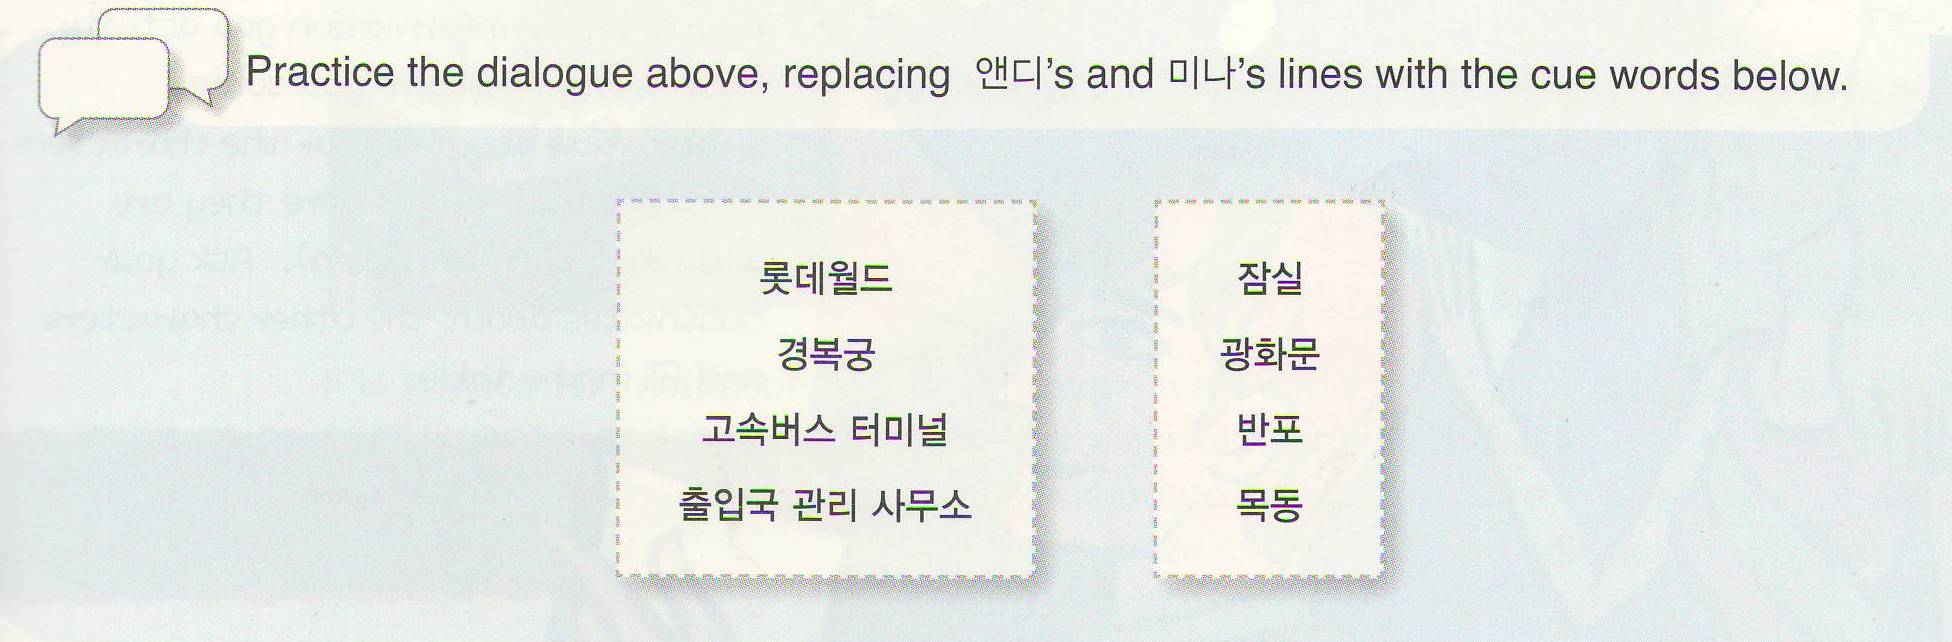 Practice the dialogue above, replacing 앤디's and 미나's lines with the cue words below.
롯데월드
경복궁
고속버스 터미널
출입국 관리 사무소
잠실
광화문
반포
목동